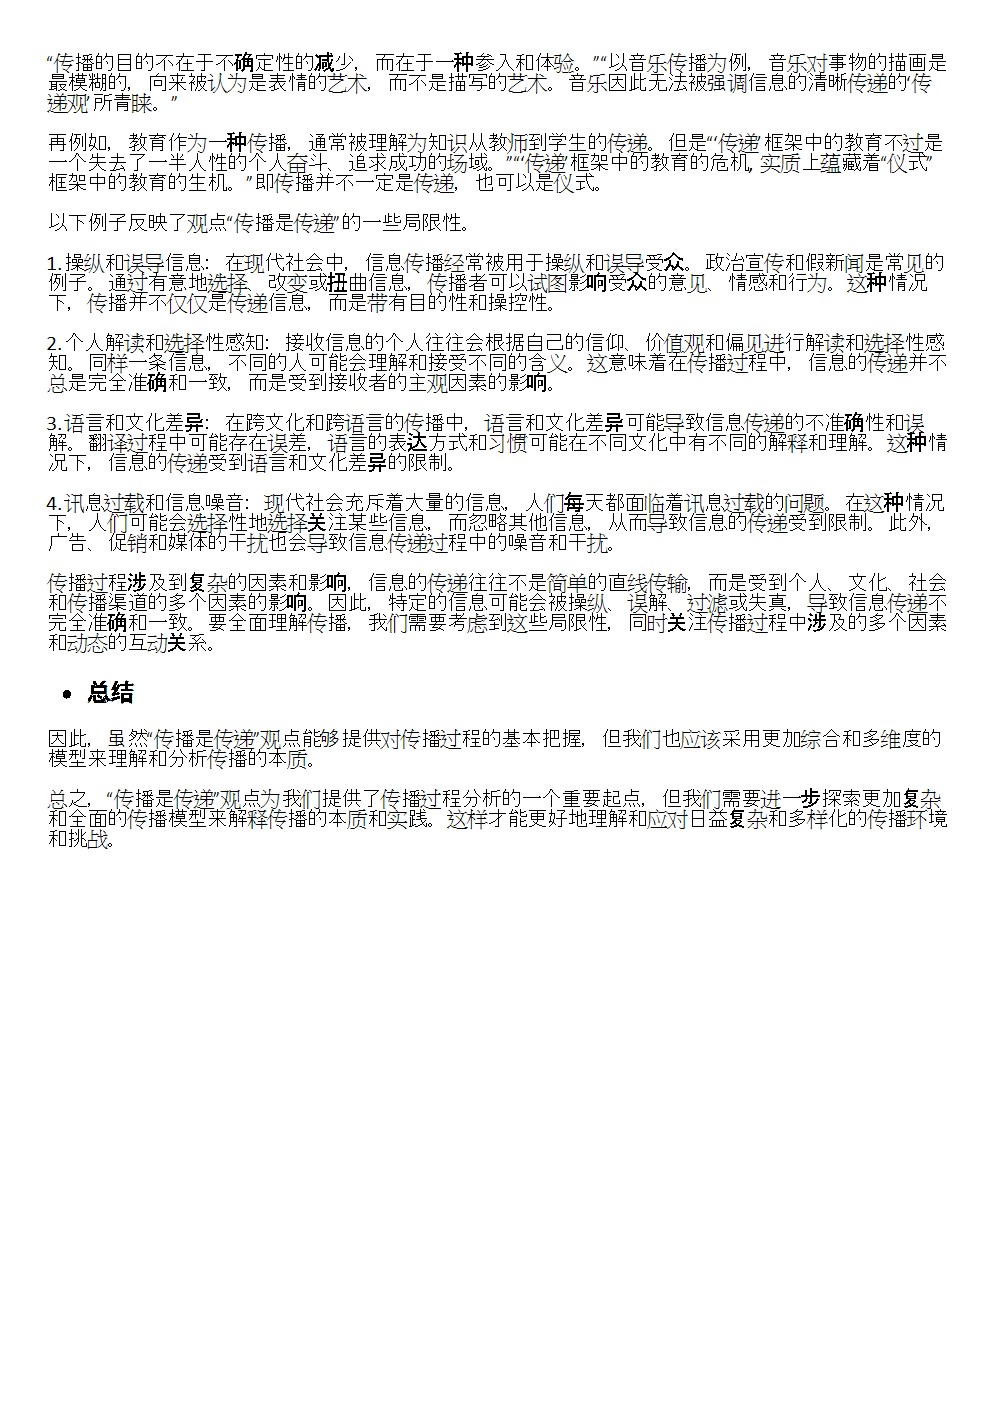 “传播的目的不在于不确定性的减少，而在于一种参入和体验。”“以音乐传播为例，音乐对事物的描画是
最模糊的，向来被认为是表情的艺术，而不是描写的艺术。音乐因此无法被强调信息的清晰传递的‘传
递观’所青睐。”
再例如，教育作为一种传播，通常被理解为知识从教师到学生的传递。但是“‘传递’框架中的教育不过是
一个失去了一半人性的个人奋斗、追求成功的场域。”“‘传递’框架中的教育的危机，实质上蕴藏着“仪式”
框架中的教育的生机。”即传播并不一定是传递，也可以是仪式。
以下例子反映了观点“传播是传递”的一些局限性。
1. 操纵和误导信息：在现代社会中，信息传播经常被用于操纵和误导受众。政治宣传和假新闻是常见的
例子。通过有意地选择、改变或扭曲信息，传播者可以试图影响受众的意见、情感和行为。这种情况
下，传播并不仅仅是传递信息，而是带有目的性和操控性。
2. 个人解读和选择性感知：接收信息的个人往往会根据自己的信仰、价值观和偏见进行解读和选择性感
知。同样一条信息，不同的人可能会理解和接受不同的含义。这意味着在传播过程中，信息的传递并不
总是完全准确和一致，而是受到接收者的主观因素的影响。
3. 语言和文化差异：在跨文化和跨语言的传播中，语言和文化差异可能导致信息传递的不准确性和误
解。翻译过程中可能存在误差，语言的表达方式和习惯可能在不同文化中有不同的解释和理解。这种情
况下，信息的传递受到语言和文化差异的限制。
4. 讯息过载和信息噪音：现代社会充斥着大量的信息，人们每天都面临着讯息过载的问题。在这种情况
下，人们可能会选择性地选择关注某些信息，而忽略其他信息，从而导致信息的传递受到限制。此外，
广告、促销和媒体的干扰也会导致信息传递过程中的噪音和干扰。
传播过程涉及到复杂的因素和影响，信息的传递往往不是简单的直线传输，而是受到个人、文化、社会
和传播渠道的多个因素的影响。因此，特定的信息可能会被操纵、误解、过滤或失真，导致信息传递不
完全准确和一致。要全面理解传播，我们需要考虑到这些局限性，同时关注传播过程中涉及的多个因素
和动态的互动关系。
• 总结
因此，虽然“传播是传递”观点能够提供对传播过程的基本把握，但我们也应该采用更加综合和多维度的
模型来理解和分析传播的本质。
总之，“传播是传递”观点为我们提供了传播过程分析的一个重要起点，但我们需要进一步探索更加复杂
和全面的传播模型来解释传播的本质和实践。这样才能更好地理解和应对日益复杂和多样化的传播环境
和挑战。